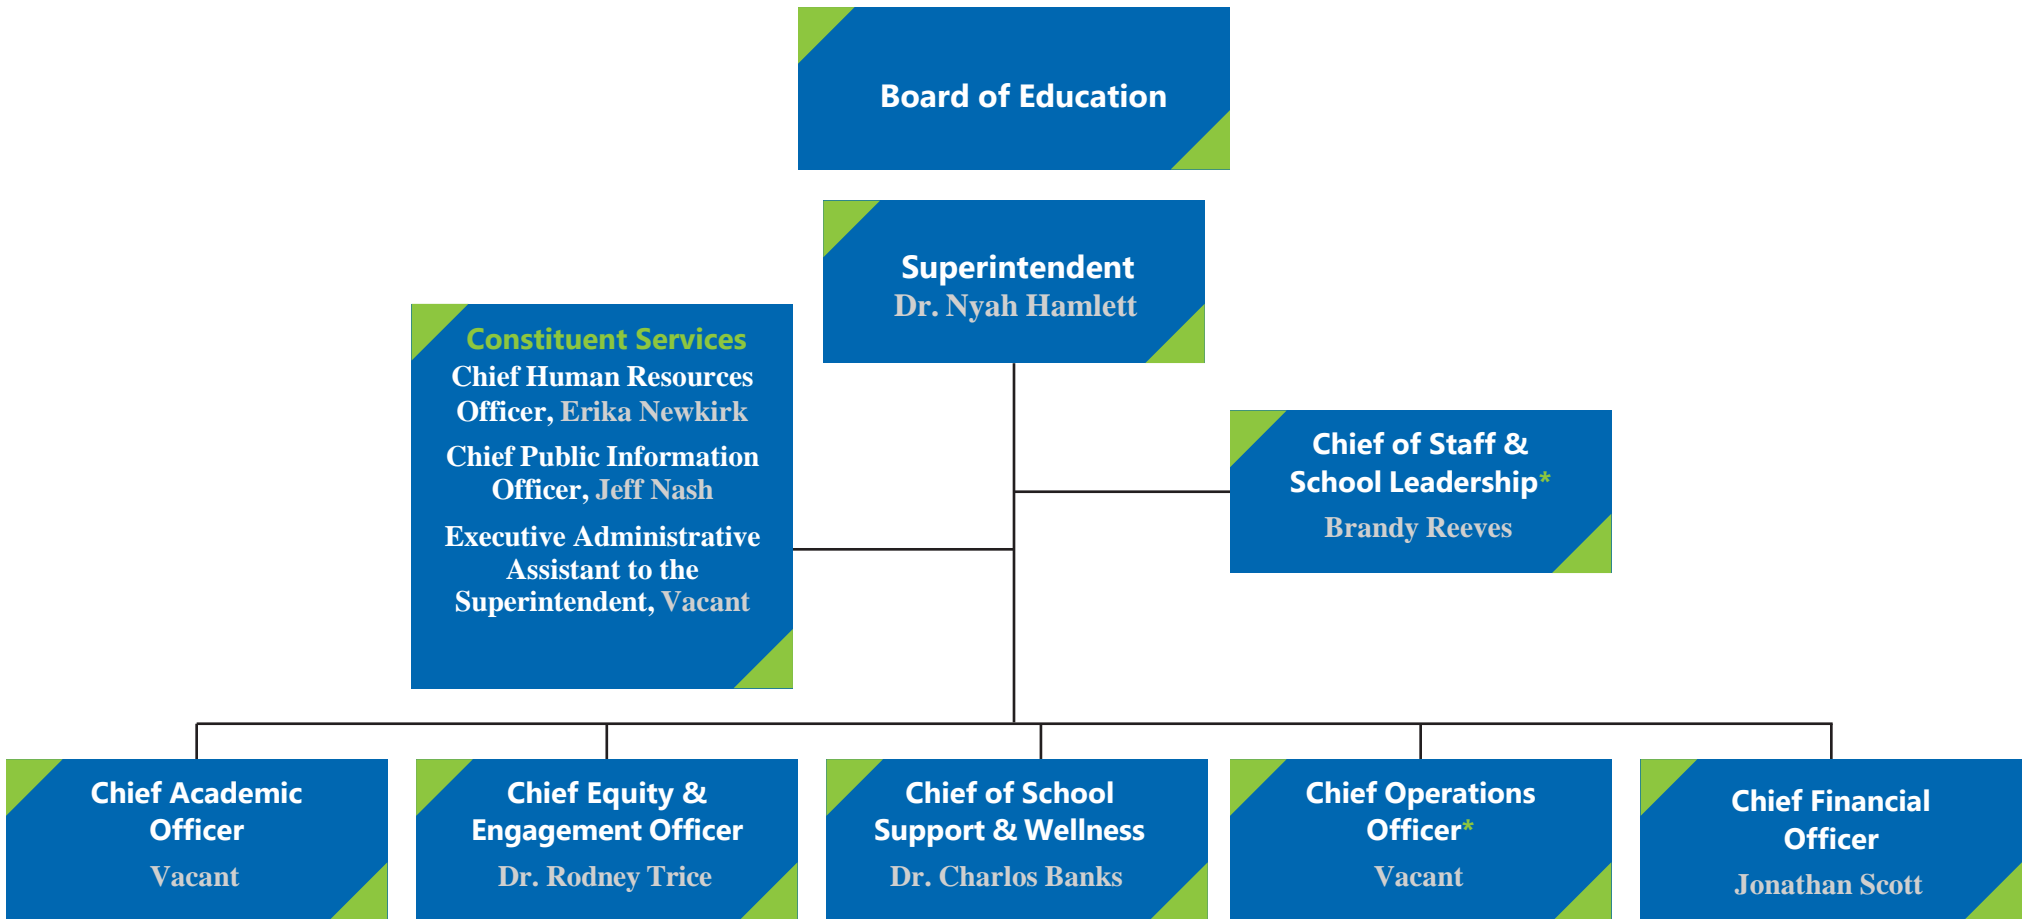 Board of Education
Superintendent
Dr. Nyah Hamlett
Constituent Services
Chief Human Resources
Officer, Erika Newkirk
Chief Public Information
Officer, Jeff Nash
Executive Administrative
Assistant to the
Superintendent, Vacant
Chief of Staff &
School Leadership*
Brandy Reeves
Chief Academic
Officer
Vacant
Chief Equity &
Engagement Officer
Dr. Rodney Trice
Chief of School
Support & Wellness
Dr. Charlos Banks
Chief Operations
Officer*
Vacant
Chief Financial
Officer
Jonathan Scott